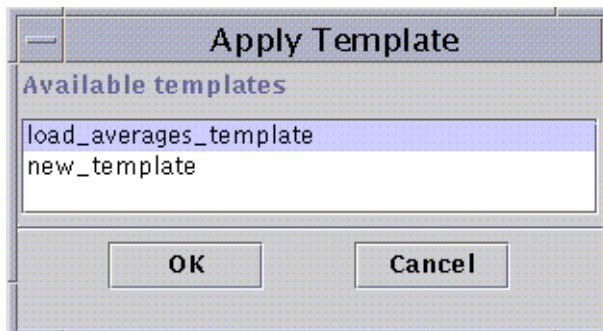 Apply Template
Available templates
load_averages_template
new_template
OK Cancel